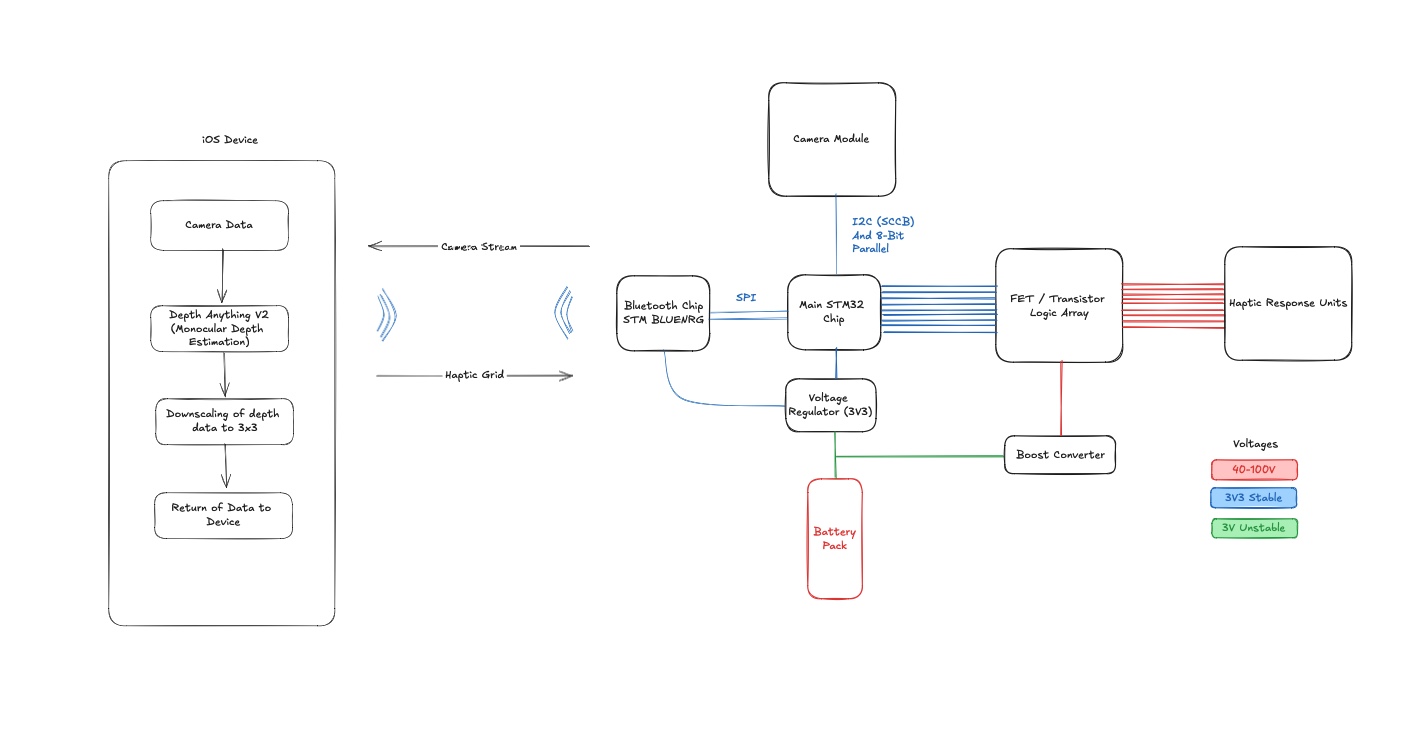 iOS Device
Camera Data
Depth Anything V2
(Monocular Depth
Estimation)
Downscaling of depth
data to 3x3
Return of Data to
Device
Camera Stream
Haptic Grid
Bluetooth Chip
STM BLUENRG
SPI
Camera Module
I2C (SCCB)
And 8-Bit
Parallel
Main STM32
Chip
Voltage
Regulator (3V3)
Battery
Pack
FET / Transistor
Logic Array
Boost Converter
Haptic Response Units
Voltages
40-100V
3V3 Stable
3V Unstable